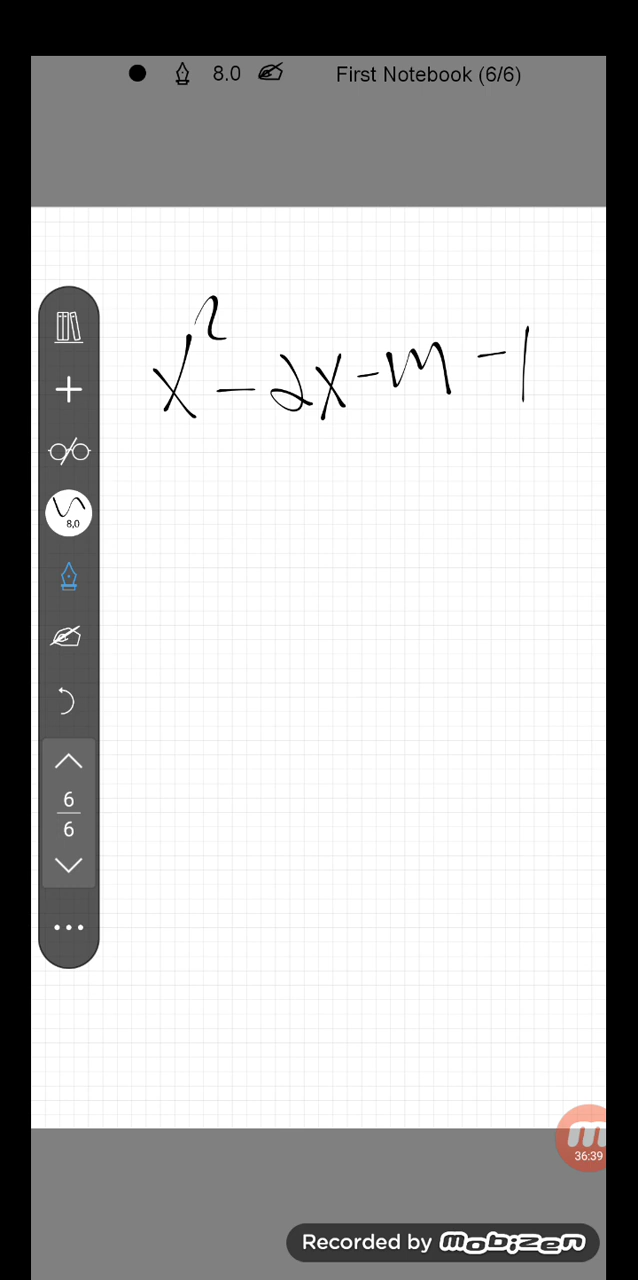 8.0 First Notebook (6/6)
x² - 2x - m - 1
8,0
6
6
36:39
Recorded by mobizen